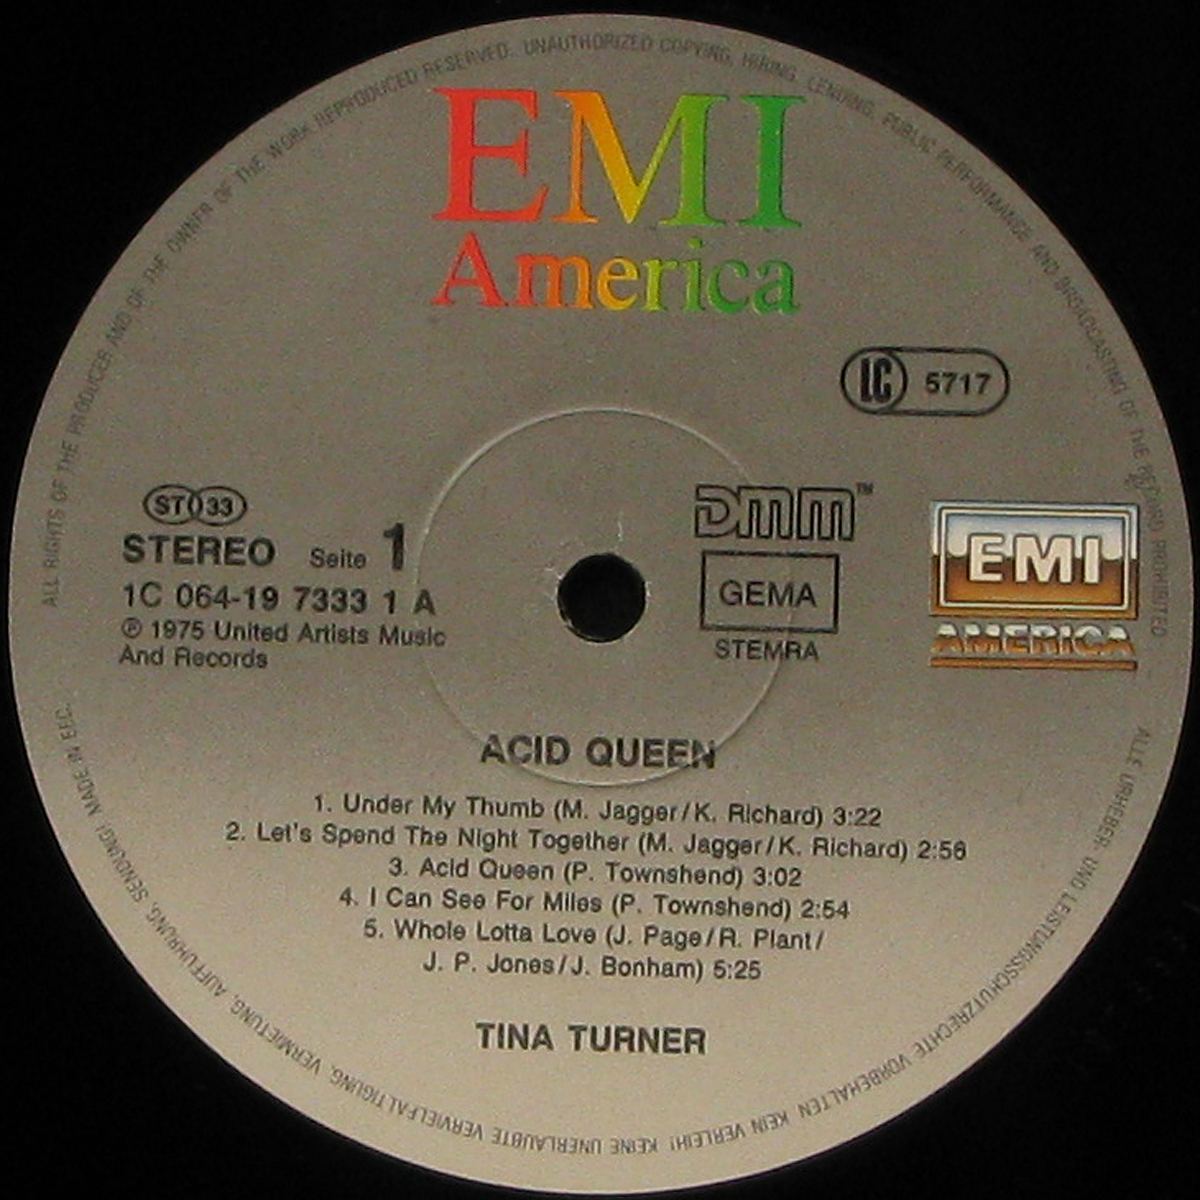 ALL RIGHTS OF THE PRODUCER AND OF THE OWNER OF THE WORK REPRODUCED RESERVED. UNAUTHORIZED COPYING, HIRING, LENDING, PUBLIC PERFORMANCE AND BROADCASTING OF THE RECORD PROHIBITED
EMI
America
LC 5717
ST 33
STEREO Seite 1
1C 064-19 7333 1 A
℗ 1975 United Artists Music
And Records
DMM™
GEMA
STEMRA
EMI
AMERICA
ACID QUEEN
1. Under My Thumb (M. Jagger/K. Richard) 3:22
2. Let's Spend The Night Together (M. Jagger/K. Richard) 2:56
3. Acid Queen (P. Townshend) 3:02
4. I Can See For Miles (P. Townshend) 2:54
5. Whole Lotta Love (J. Page/R. Plant/
J. P. Jones/J. Bonham) 5:25
TINA TURNER
ALLE URHEBER- UND LEISTUNGSSCHUTZRECHTE VORBEHALTEN KEIN VERLEIH! KEINE UNERLAUBTE VERVIELFÄLTIGUNG, VERMIETUNG, AUFFÜHRUNG, SENDUNG! MADE IN EEC.